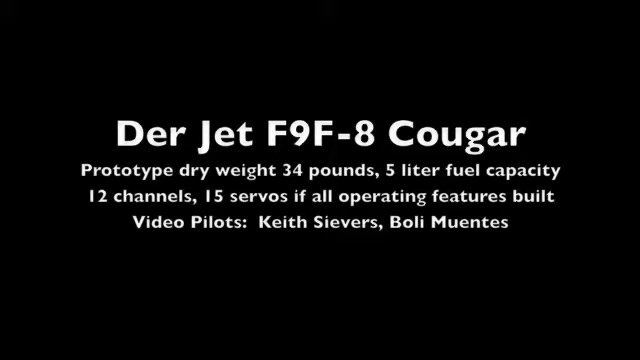 Der Jet F9F-8 Cougar
Prototype dry weight 34 pounds, 5 liter fuel capacity
12 channels, 15 servos if all operating features built
Video Pilots:  Keith Sievers, Boli Muentes